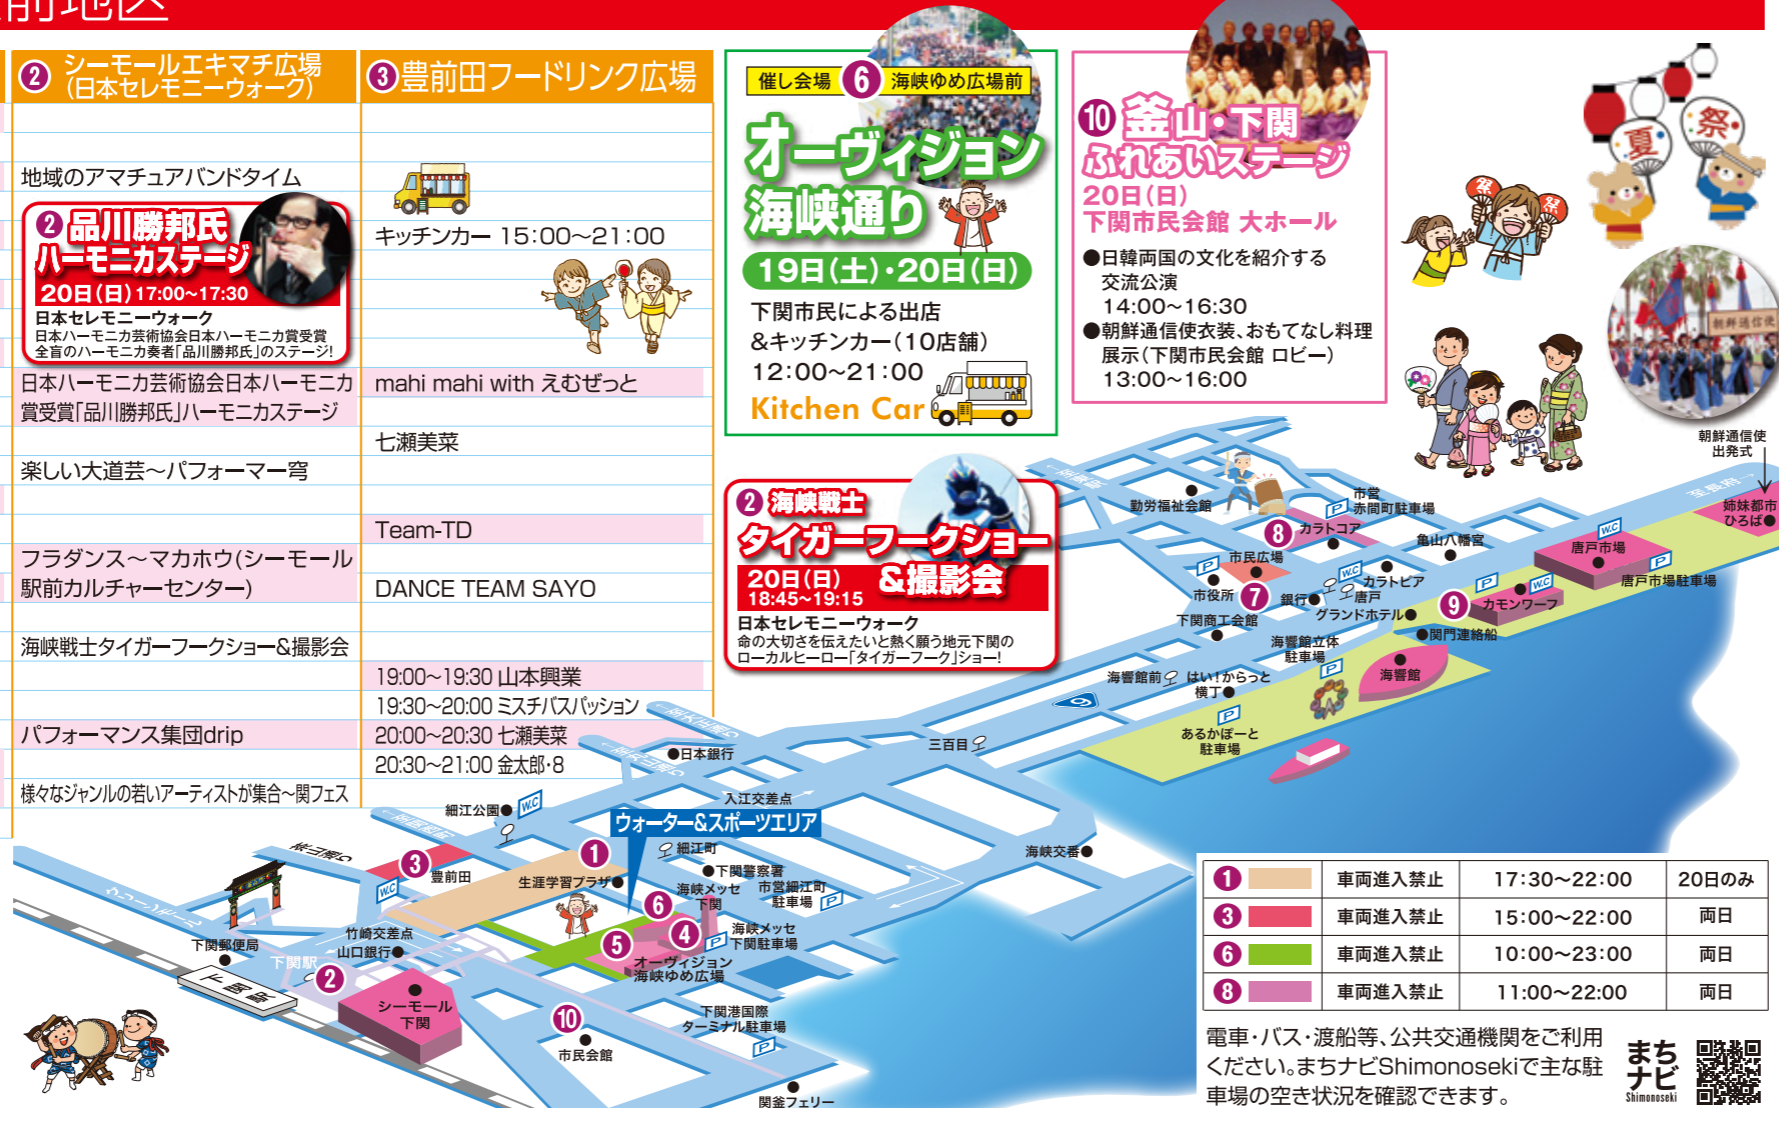 前地区
② シーモールエキマチ広場
(日本セレモニーウォーク)
地域のアマチュアバンドタイム
② 品川勝邦氏
ハーモニカステージ
20日(日) 17:00~17:30
日本セレモニーウォーク
日本ハーモニカ芸術協会日本ハーモニカ賞受賞
全盲のハーモニカ奏者「品川勝邦氏」のステージ!
日本ハーモニカ芸術協会日本ハーモニカ
賞受賞「品川勝邦氏」ハーモニカステージ
楽しい大道芸～パフォーマー穹
フラダンス～マカホウ(シーモール
駅前カルチャーセンター)
海峡戦士タイガーフークショー&撮影会
パフォーマンス集団drip
様々なジャンルの若いアーティストが集合～関フェス
③ 豊前田フードリンク広場
キッチンカー 15:00～21:00
mahi mahi with えむぜっと
七瀬美菜
Team-TD
DANCE TEAM SAYO
19:00～19:30 山本興業
19:30～20:00 ミスチバスパッション
20:00～20:30 七瀬美菜
20:30～21:00 金太郎・8
催し会場 ⑥ 海峡ゆめ広場前
オーヴィジョン
海峡通り
19日(土)・20日(日)
下関市民による出店
&キッチンカー(10店舗)
12:00～21:00
Kitchen Car
② 海峡戦士
タイガーフークショー
&撮影会
20日(日)
18:45～19:15
日本セレモニーウォーク
命の大切さを伝えたいと熱く願う地元下関の
ローカルヒーロー「タイガーフーク」ショー!
⑩ 釜山・下関
ふれあいステージ
20日(日)
下関市民会館 大ホール
●日韓両国の文化を紹介する
交流公演
14:00～16:30
●朝鮮通信使衣装、おもてなし料理
展示(下関市民会館 ロビー)
13:00～16:00
夏
祭
祭
祭
朝鮮通信使
朝鮮通信使
出発式
至長府
姉妹都市
ひろば
勤労福祉会館
市営
赤間町駐車場
P
⑧ カラトコア
亀山八幡宮
W.C
唐戸市場
P
唐戸市場駐車場
市民広場
P
市役所
⑦
W.C
カラトピア
銀行
唐戸
グランドホテル
P
W.C
⑨ カモンワーフ
下関商工会館
関門連絡船
海響館立体
駐車場
P
海響館
海響館前
はい!からっと
横丁
9
P
あるかぽーと
駐車場
三百目
日本銀行
入江交差点
細江公園
W.C
ウォーター&スポーツエリア
細江町
海峡交番
① 
③
豊前田
W.C
生涯学習プラザ
下関警察署
海峡メッセ
下関
市営細江町
駐車場
P
⑥
⑤
④
P
海峡メッセ
下関駐車場
オーヴィジョン
海峡ゆめ広場
竹崎交差点
山口銀行
下関郵便局
下関駅
下関駅
②
シーモール
下関
⑩
市民会館
下関港国際
ターミナル駐車場
P
関釜フェリー
① 車両進入禁止 17:30～22:00 20日のみ
③ 車両進入禁止 15:00～22:00 両日
⑥ 車両進入禁止 10:00～23:00 両日
⑧ 車両進入禁止 11:00～22:00 両日
電車・バス・渡船等、公共交通機関をご利用
ください。まちナビShimonosekiで主な駐
車場の空き状況を確認できます。
まち
ナビ
Shimonoseki